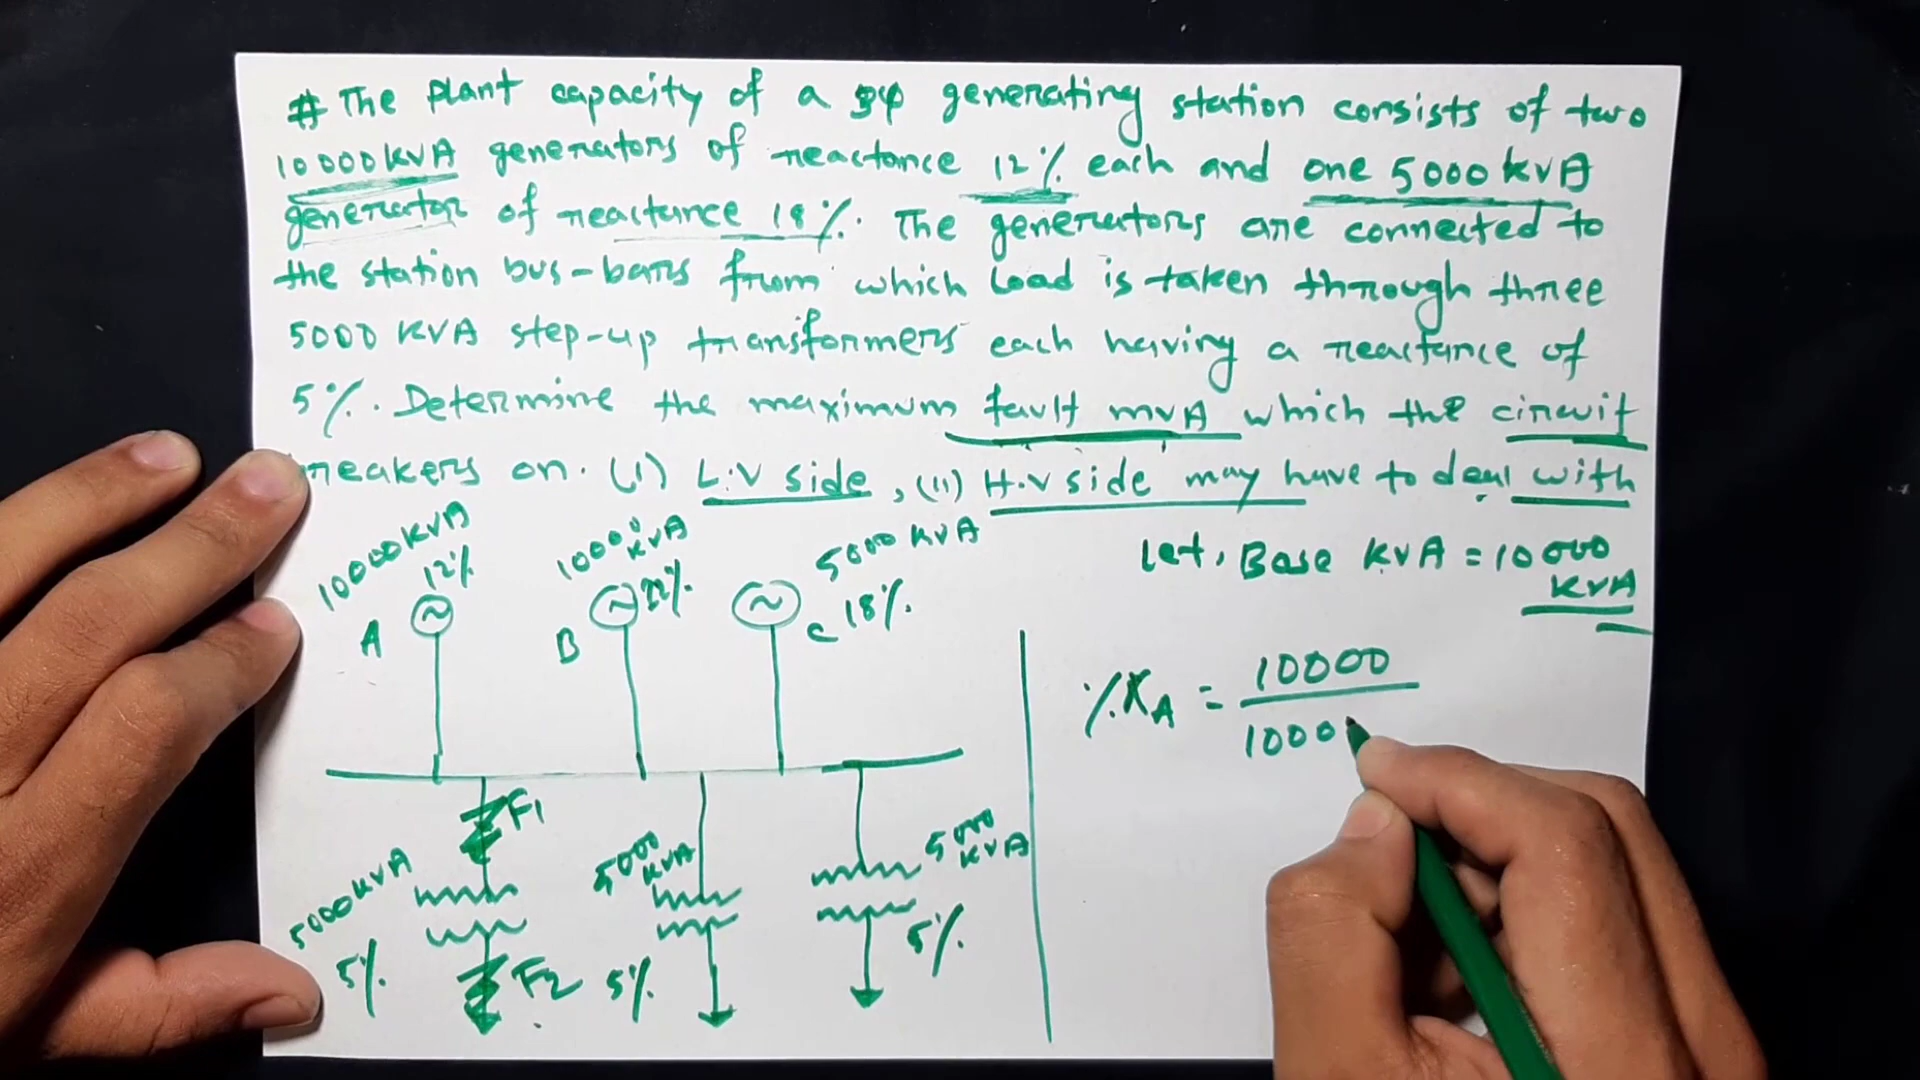 # The plant capacity of a 3φ generating station consists of two
10000 kVA generators of reactance 12% each and one 5000 kVA
generator of reactance 18%. The generators are connected to
the station bus-bars from which load is taken through three
5000 KVA step-up transformers each having a reactance of
5%. Determine the maximum fault mvA which the circuit
reakers on. (i) L.V side, (ii) H.v side may have to deal with
10000 KVA
12%
A
10000 KVA
B
5000 KVA
18%
C
Let, Base KVA = 10000
KVA
%XA = 10000
1000
F1
5000 KVA
5%
F2
5000 KVA
5%
5000 KVA
5%